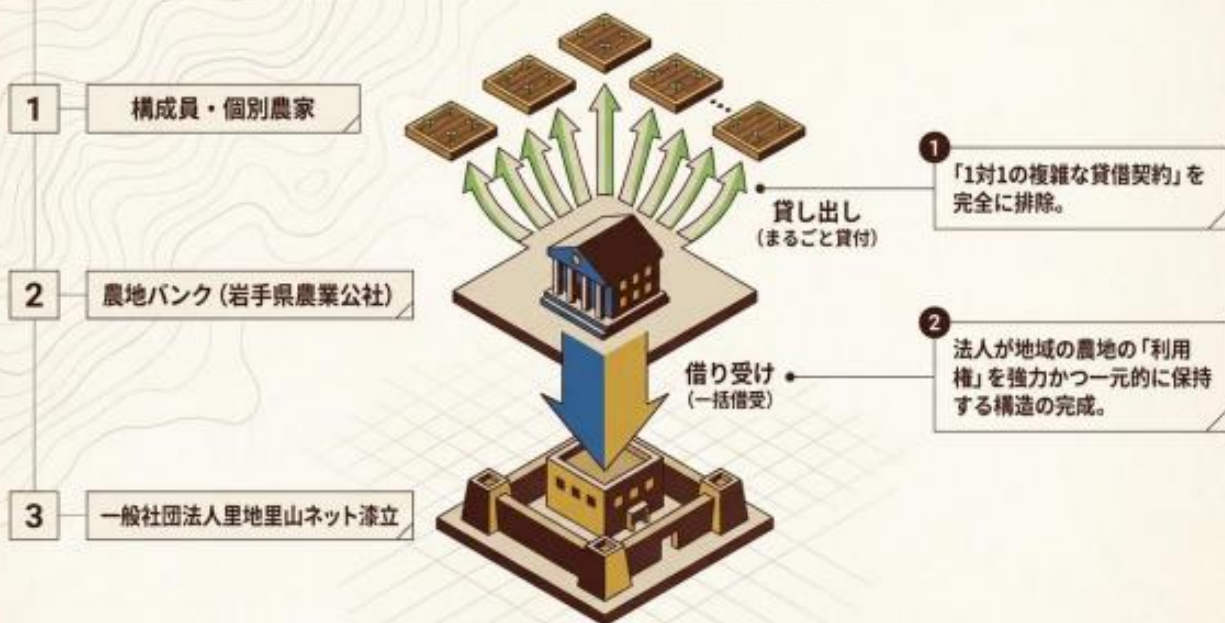 1
構成員・個別農家
貸し出し
(まるごと貸付)
1
「1対1の複雑な貸借契約」を
完全に排除。
2
農地バンク(岩手県農業公社)
借り受け
(一括借受)
2
法人が地域の農地の「利用
権」を強力かつ一元的に保持
する構造の完成。
3
一般社団法人里地里山ネット漆立